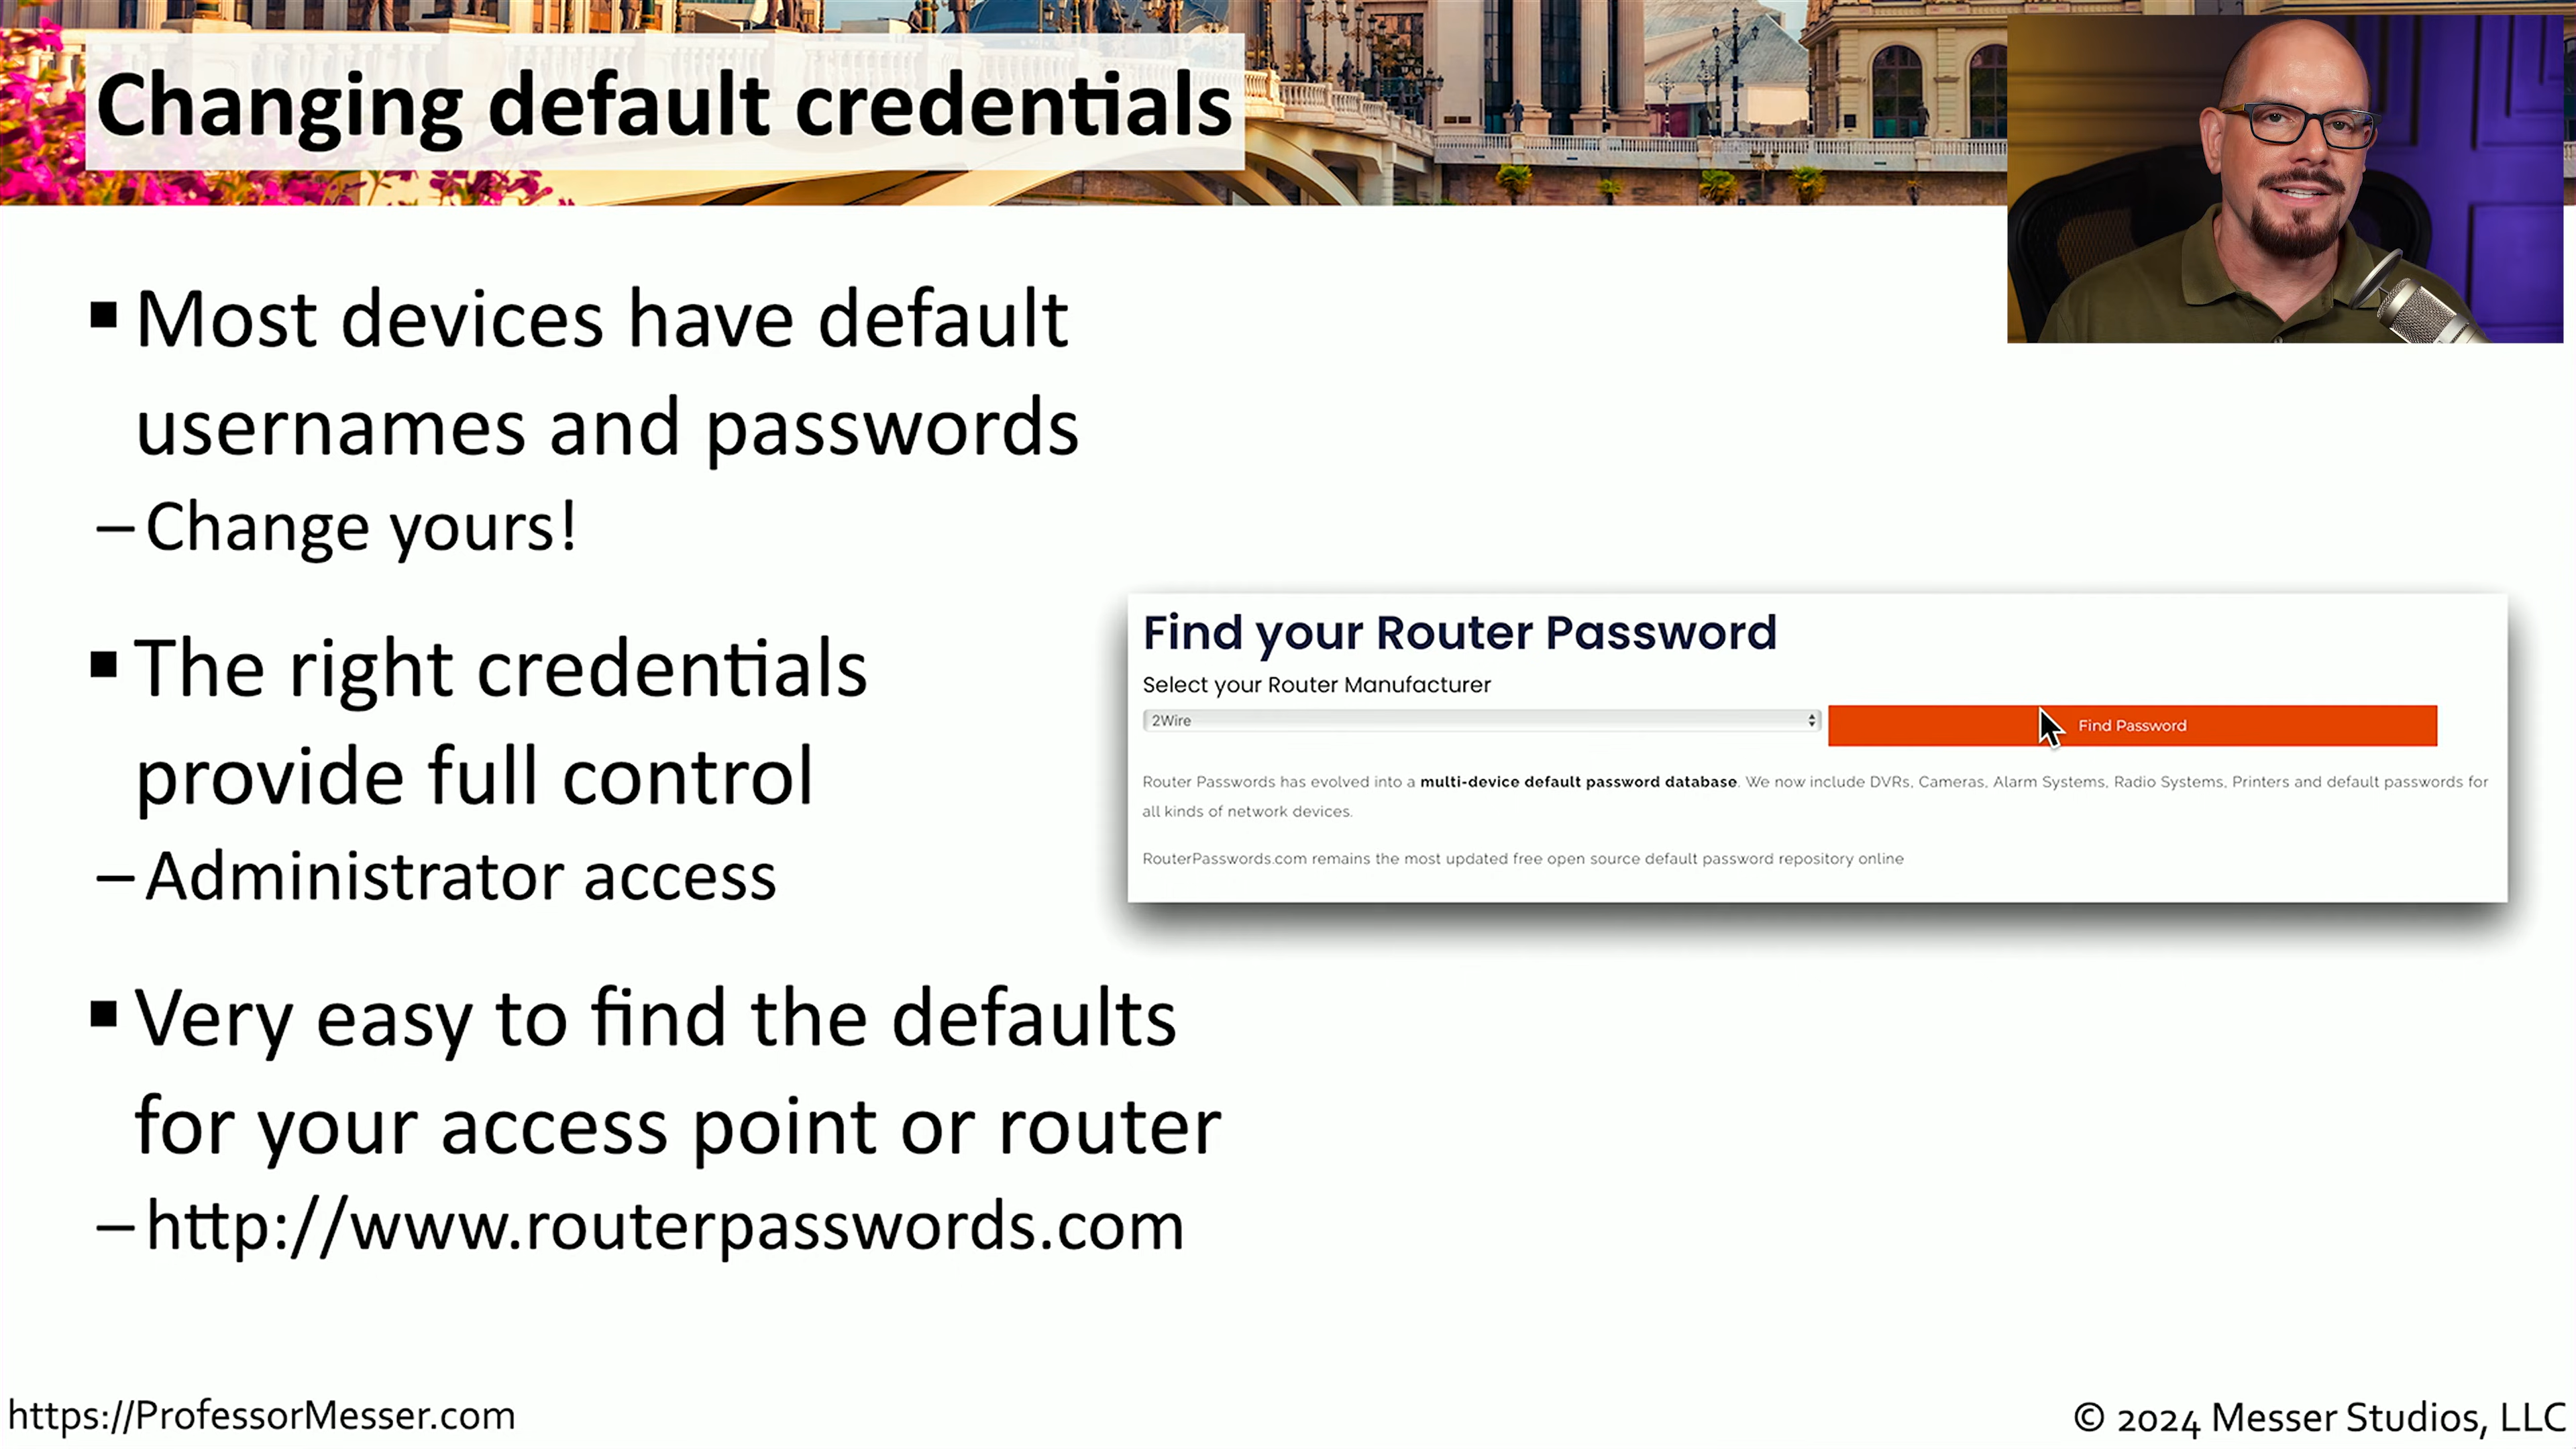 Changing default credentials
▪ Most devices have default
usernames and passwords
– Change yours!
▪ The right credentials
provide full control
– Administrator access
▪ Very easy to find the defaults
for your access point or router
– http://www.routerpasswords.com
Find your Router Password
Select your Router Manufacturer
2Wire
Find Password
Router Passwords has evolved into a multi-device default password database. We now include DVRs, Cameras, Alarm Systems, Radio Systems, Printers and default passwords for
all kinds of network devices.
RouterPasswords.com remains the most updated free open source default password repository online
https://ProfessorMesser.com
© 2024 Messer Studios, LLC